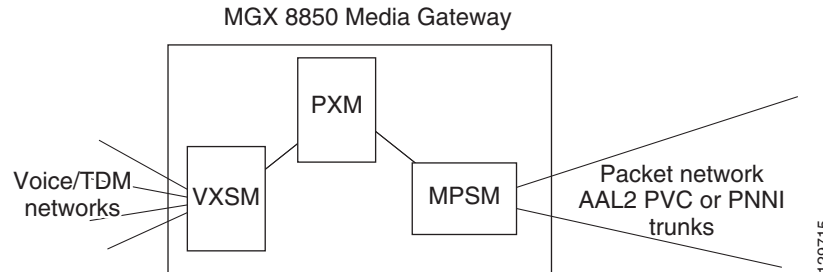 MGX 8850 Media Gateway
PXM
Voice/TDM
networks
VXSM
MPSM
Packet network
AAL2 PVC or PNNI
trunks